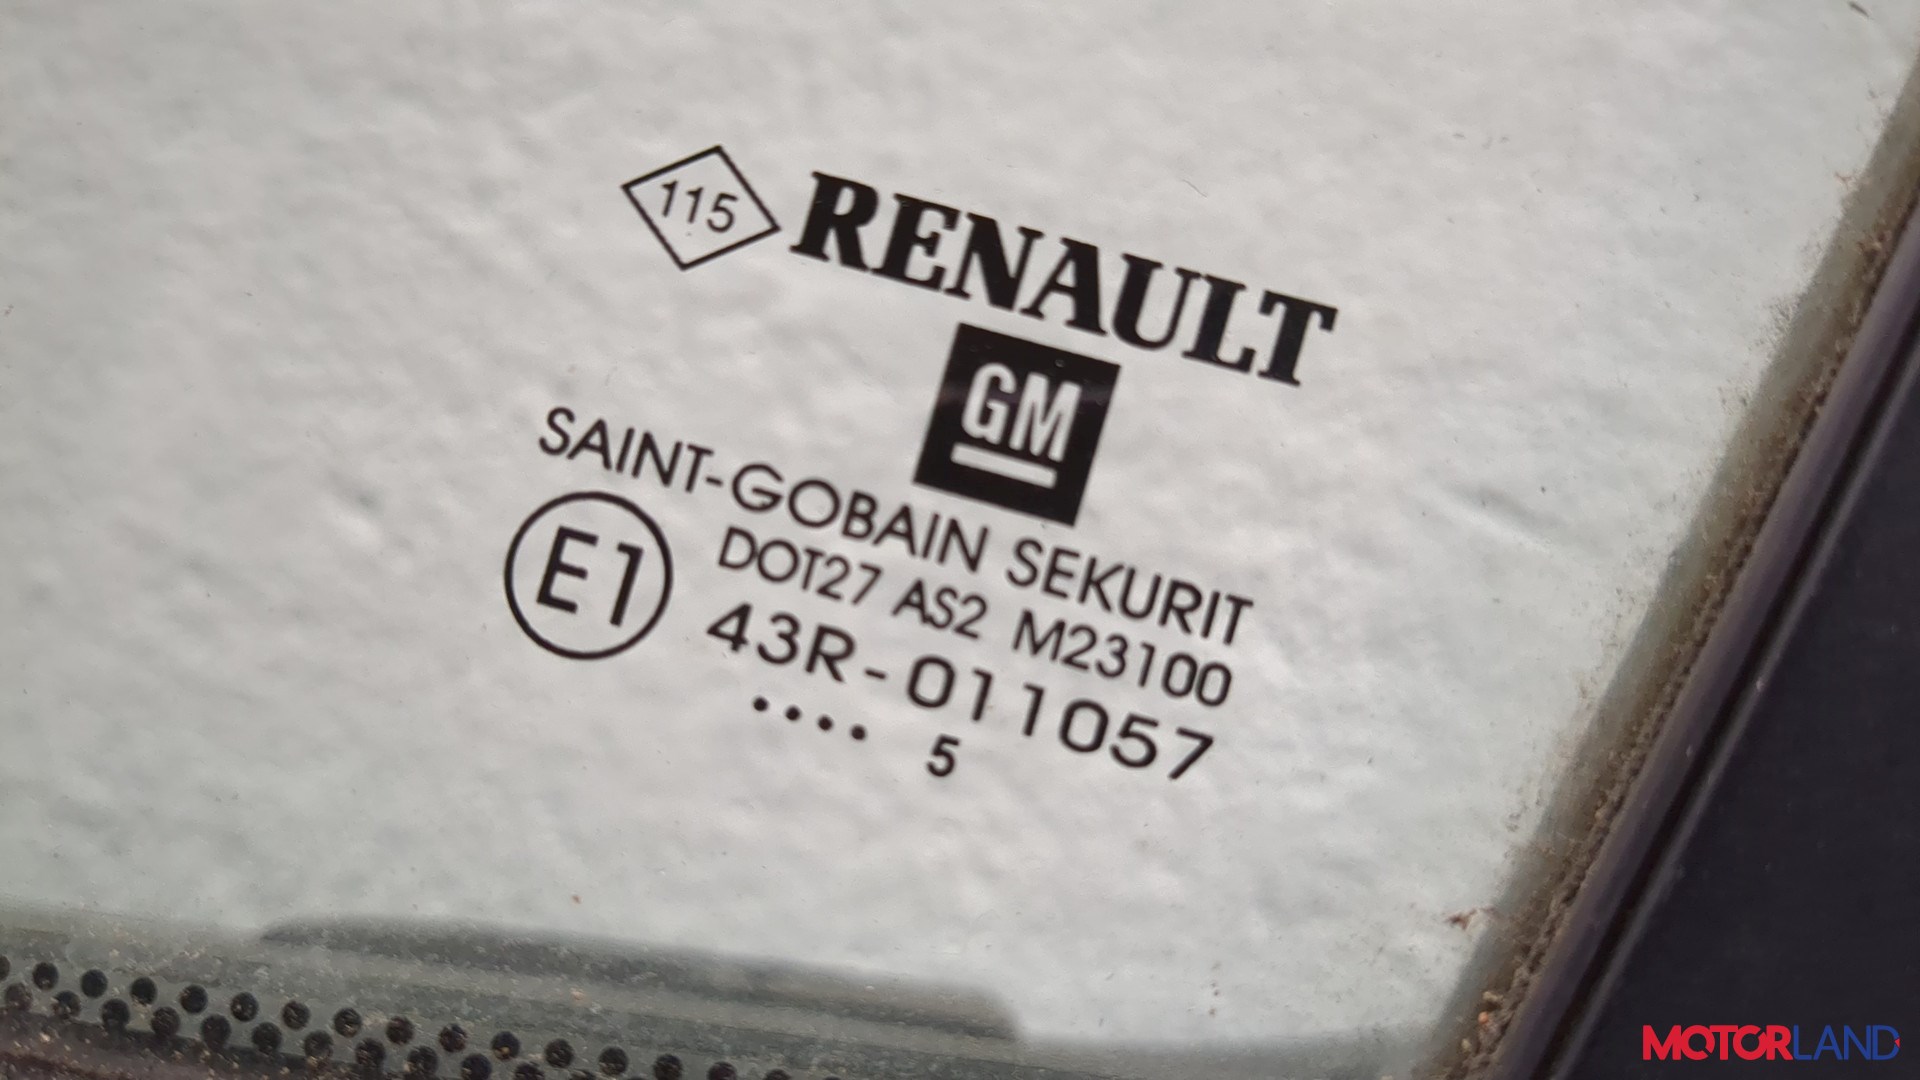 115 RENAULT
GM
SAINT-GOBAIN SEKURIT
E1 DOT27 AS2 M23100
43R-011057
.... 5
MOTORLAND